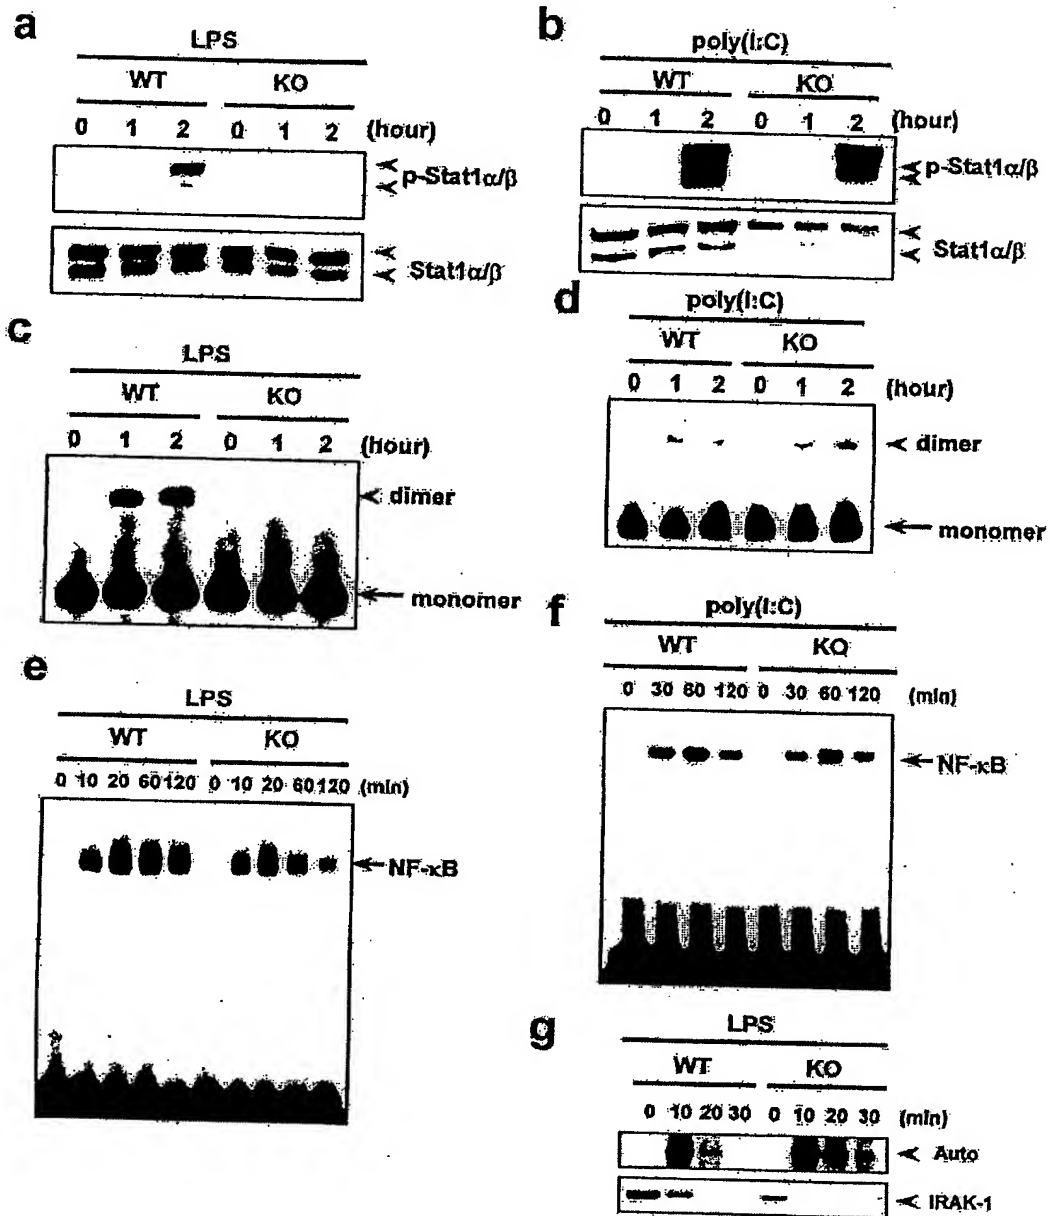 a
LPS
WT KO
0 1 2 0 1 2 (hour)
p-Stat1α/β
Stat1α/β
b
poly(I:C)
WT KO
0 1 2 0 1 2 (hour)
p-Stat1α/β
Stat1α/β
c
LPS
WT KO
0 1 2 0 1 2 (hour)
dimer
monomer
d
poly(I:C)
WT KO
0 1 2 0 1 2 (hour)
dimer
monomer
e
LPS
WT KO
0 10 20 60 120 0 10 20 60 120 (min)
NF-κB
f
poly(I:C)
WT KO
0 30 60 120 0 30 60 120 (min)
NF-κB
g
LPS
WT KO
0 10 20 30 0 10 20 30 (min)
Auto
IRAK-1